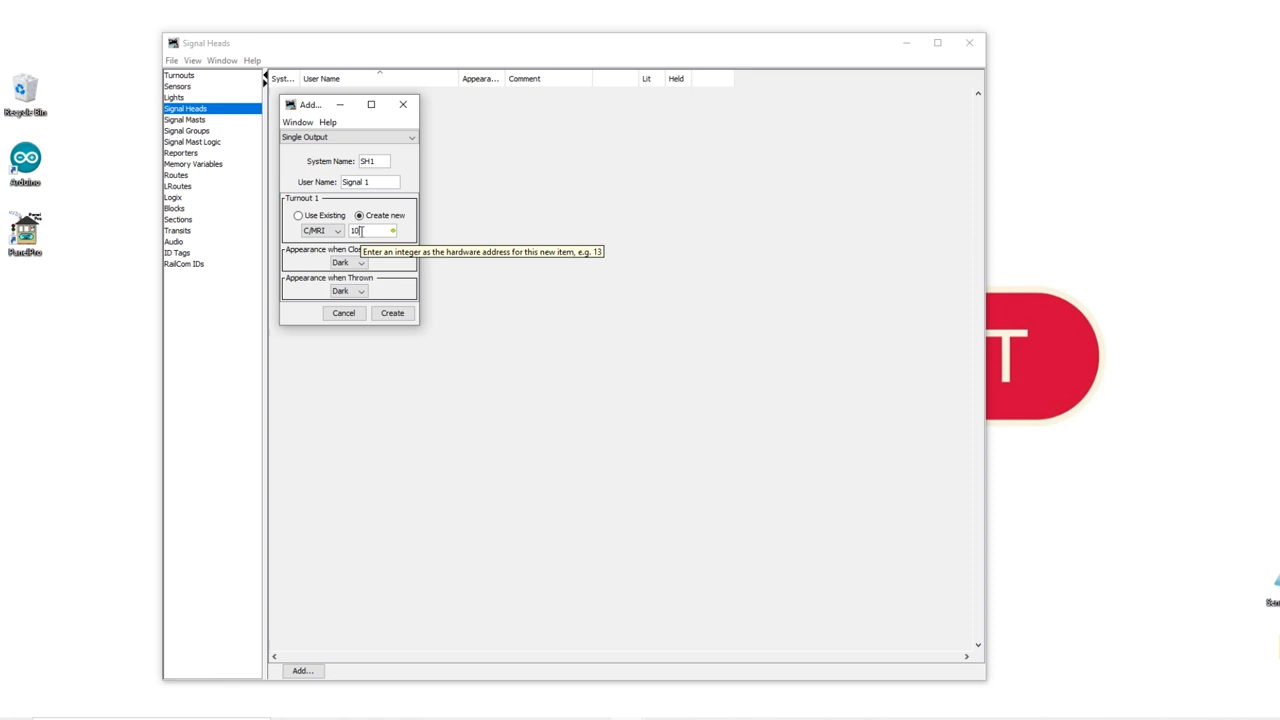 Signal Heads
File View Window Help
Recycle Bin
Arduino
PanelPro
Turnouts
Sensors
Lights
Signal Heads
Signal Masts
Signal Groups
Signal Mast Logic
Reporters
Memory Variables
Routes
LRoutes
Logix
Blocks
Sections
Transits
Audio
ID Tags
RailCom IDs
Syst... User Name Appeara... Comment Lit Held
Add...
Window Help
Single Output
System Name: SH1
User Name: Signal 1
Turnout 1
Use Existing Create new
C/MRI 10
Appearance when Clo
Enter an integer as the hardware address for this new item, e.g. 13
Dark
Appearance when Thrown
Dark
Cancel Create
Add...
T